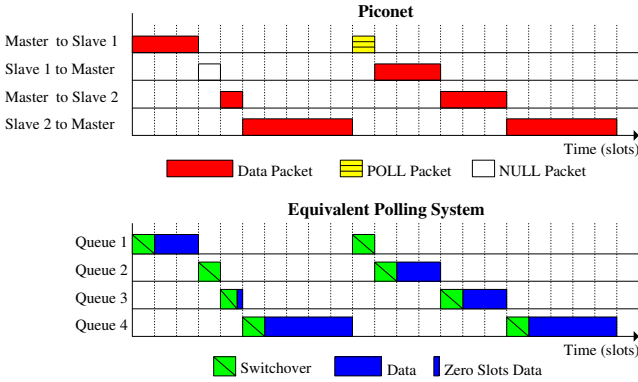 Piconet
Master to Slave 1
Slave 1 to Master
Master to Slave 2
Slave 2 to Master
Time (slots)
Data Packet POLL Packet NULL Packet
Equivalent Polling System
Queue 1
Queue 2
Queue 3
Queue 4
Time (slots)
Switchover Data Zero Slots Data